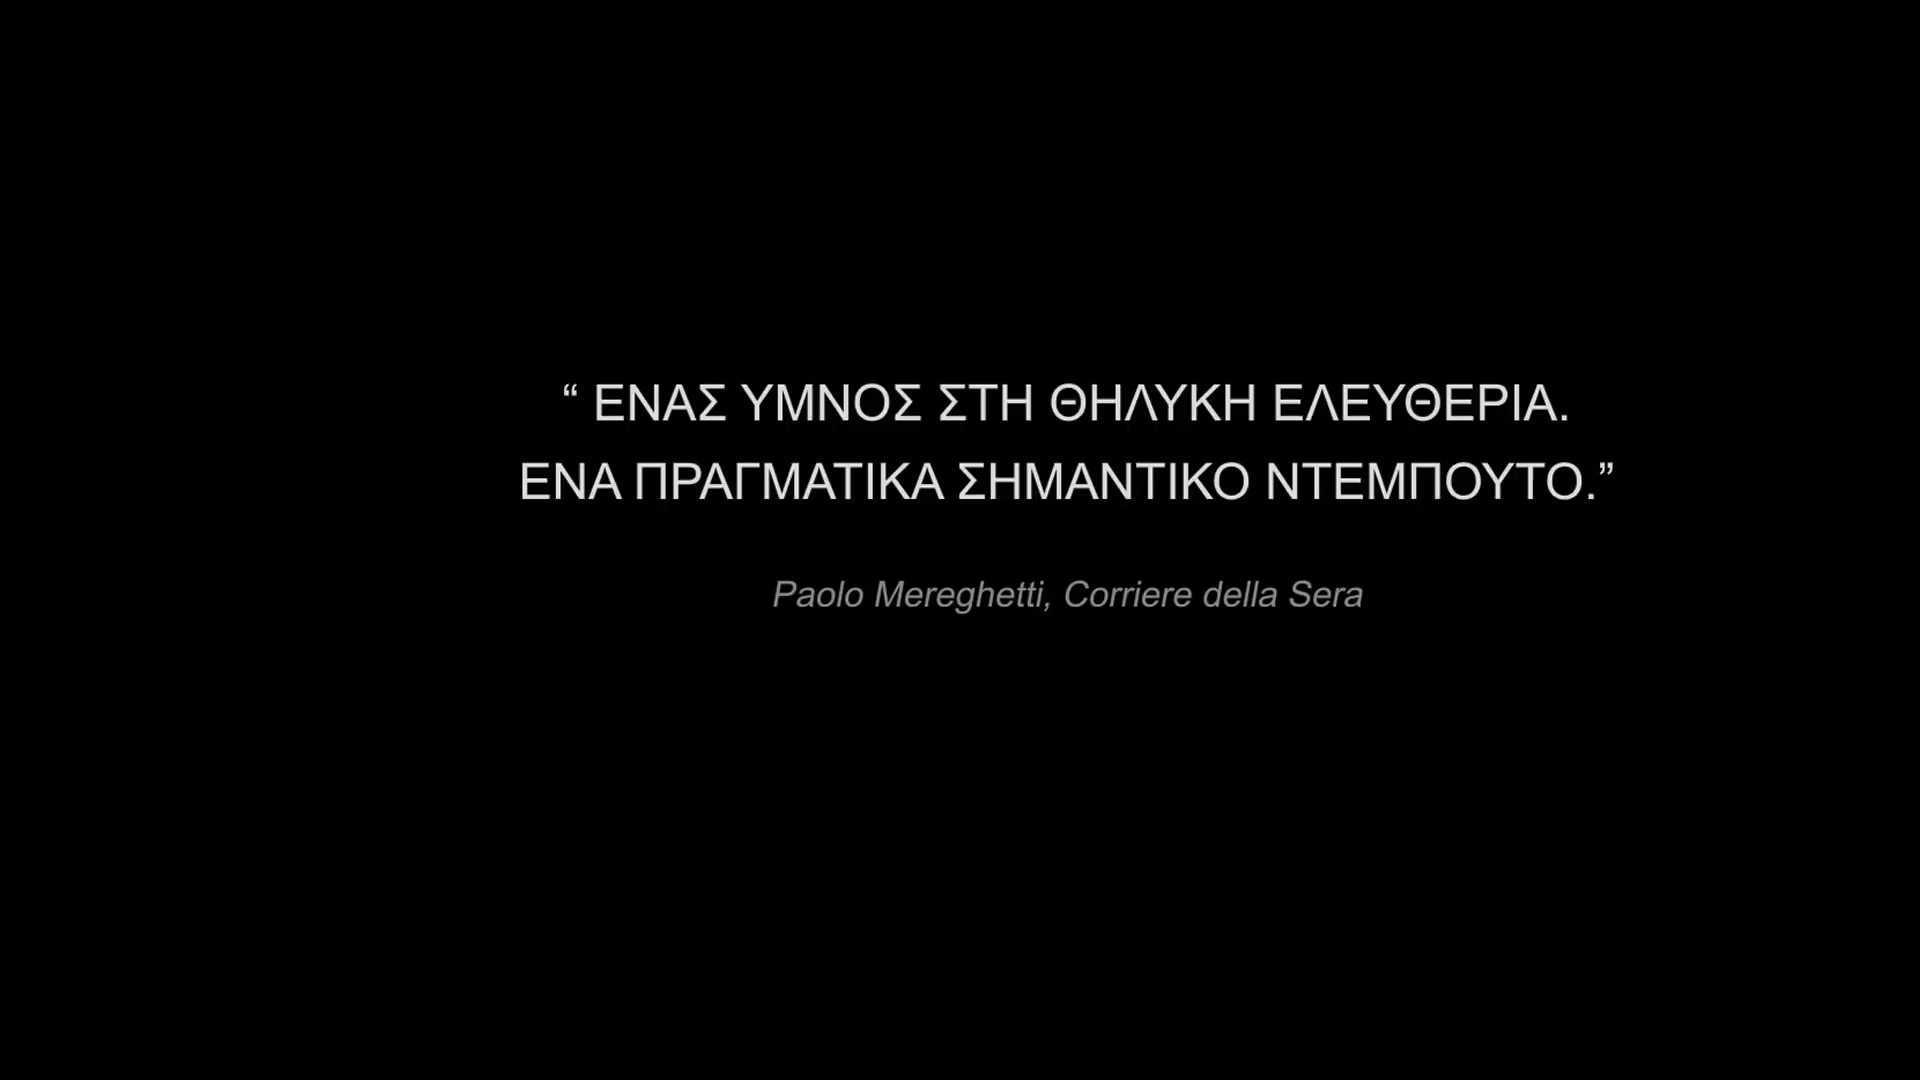 “ ΕΝΑΣ ΥΜΝΟΣ ΣΤΗ ΘΗΛΥΚΗ ΕΛΕΥΘΕΡΙΑ.
ΕΝΑ ΠΡΑΓΜΑΤΙΚΑ ΣΗΜΑΝΤΙΚΟ ΝΤΕΜΠΟΥΤΟ.”
Paolo Mereghetti, Corriere della Sera